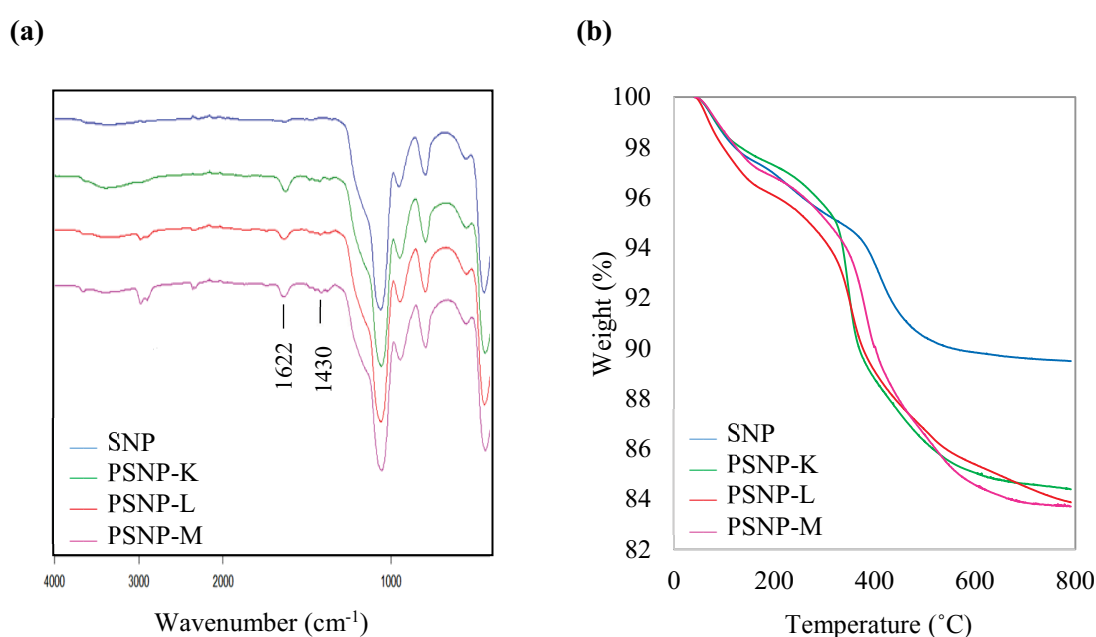 (a)
1622
1430
SNP
PSNP-K
PSNP-L
PSNP-M
4000 3000 2000 1000
Wavenumber (cm-1)
(b)
100
98
96
94
92
90
88
86
84
82
Weight (%)
SNP
PSNP-K
PSNP-L
PSNP-M
0 200 400 600 800
Temperature (˚C)